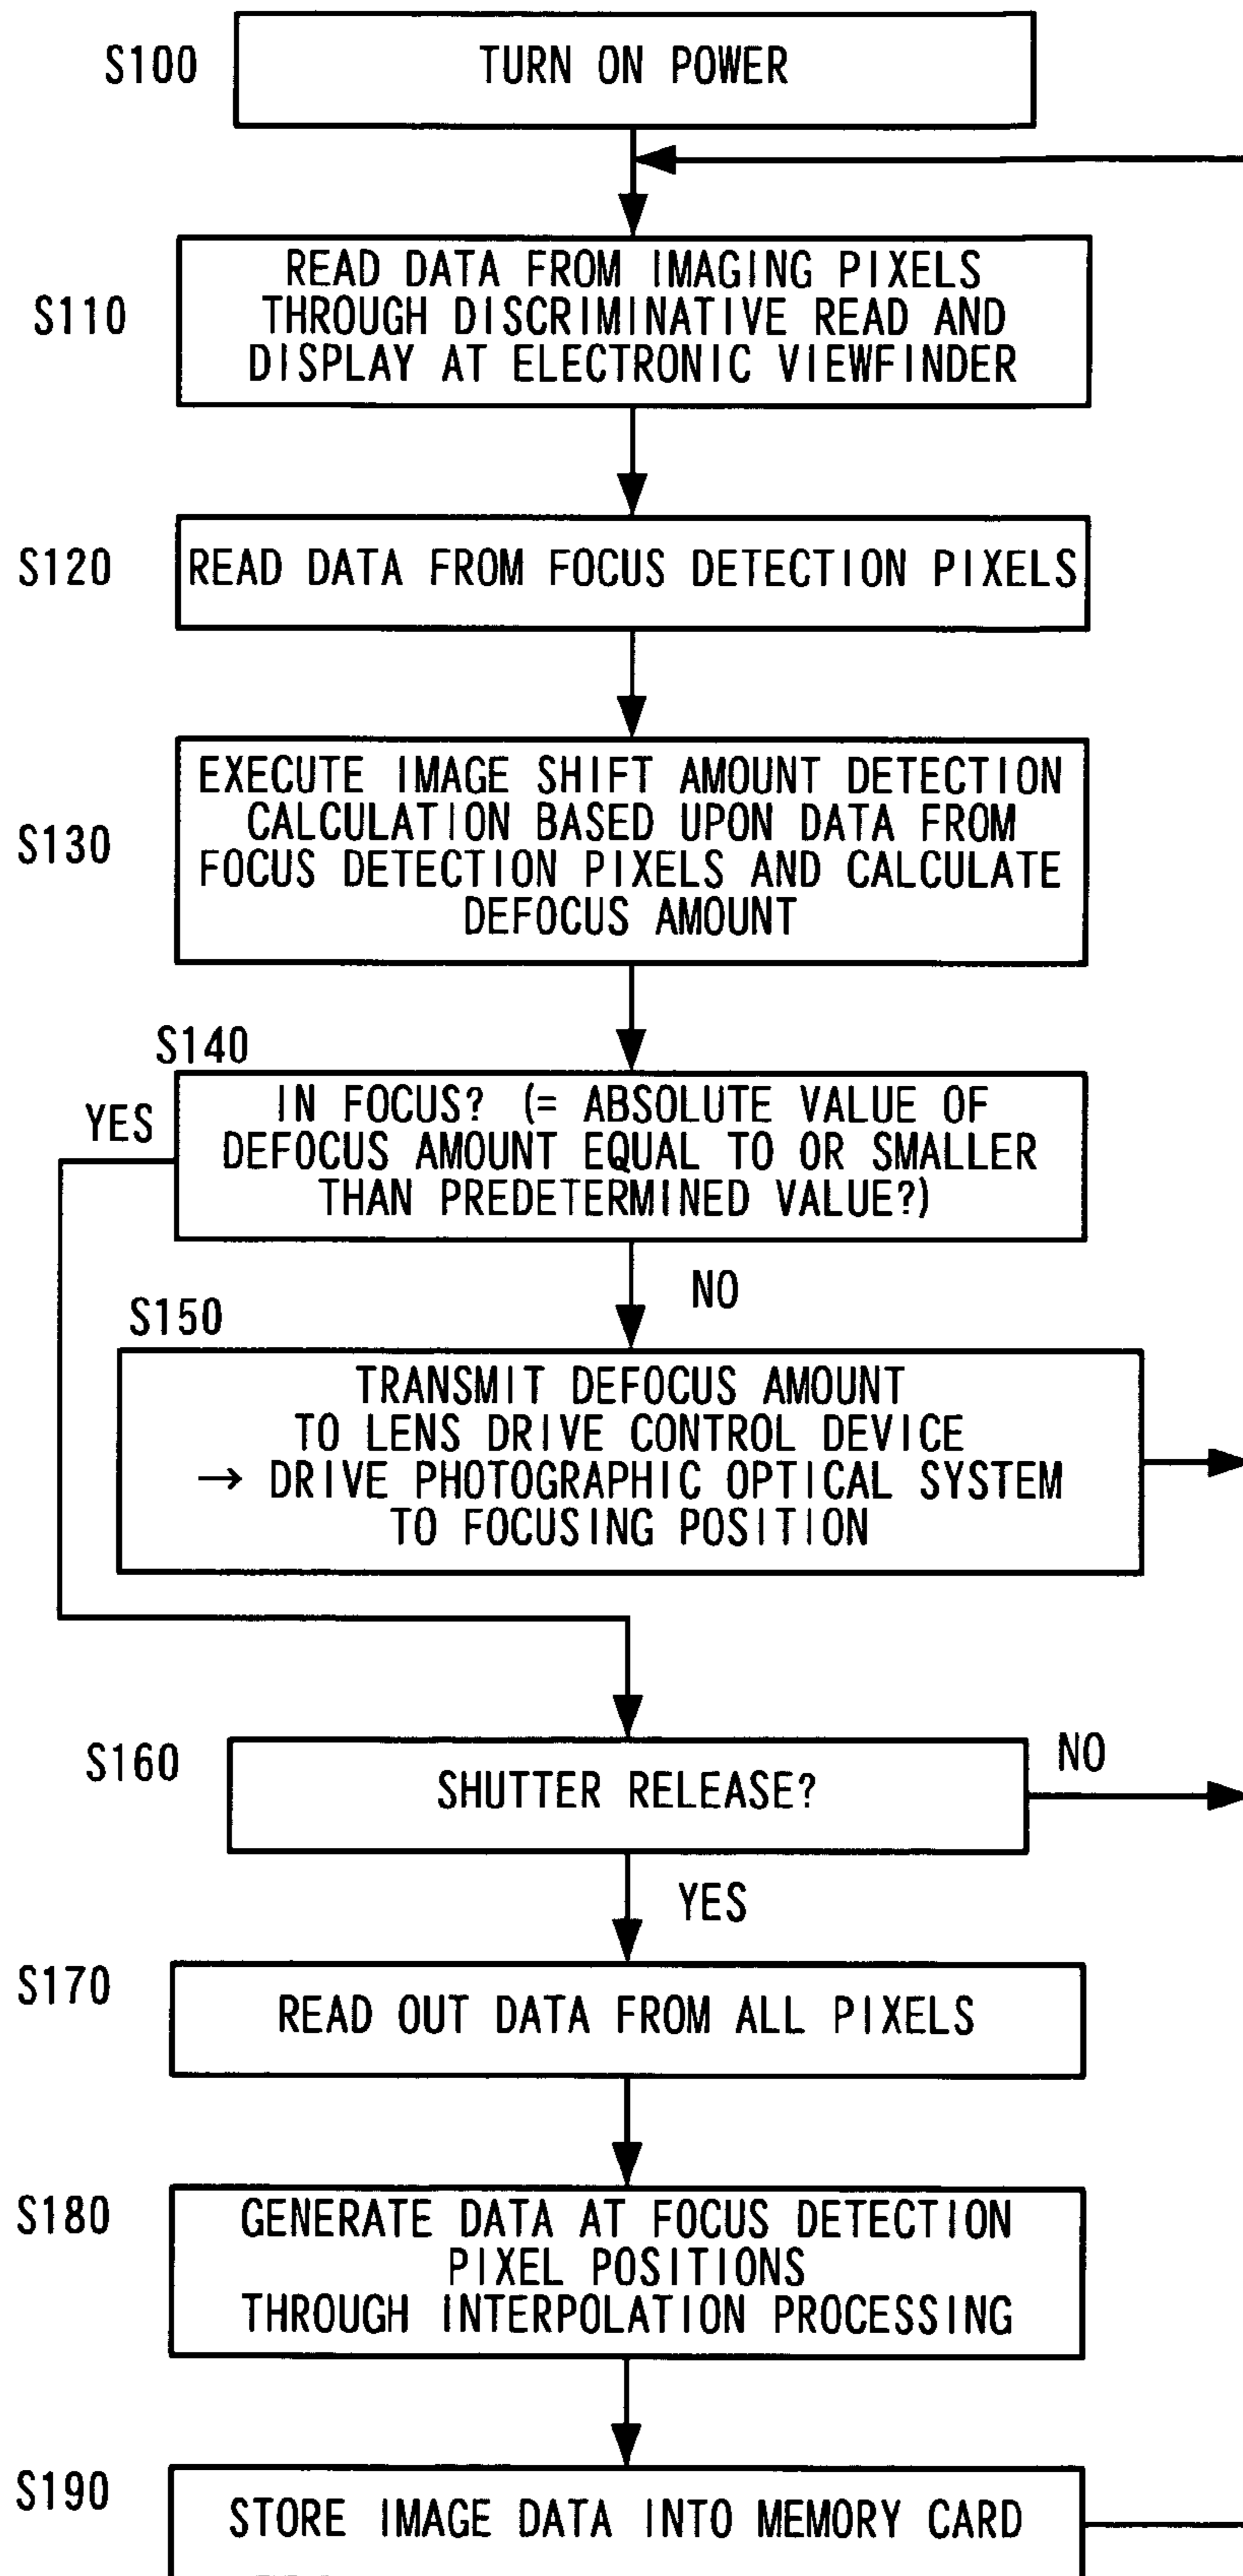 S100
TURN ON POWER
S110
READ DATA FROM IMAGING PIXELS
THROUGH DISCRIMINATIVE READ AND
DISPLAY AT ELECTRONIC VIEWFINDER
S120
READ DATA FROM FOCUS DETECTION PIXELS
S130
EXECUTE IMAGE SHIFT AMOUNT DETECTION
CALCULATION BASED UPON DATA FROM
FOCUS DETECTION PIXELS AND CALCULATE
DEFOCUS AMOUNT
S140
YES
IN FOCUS? (= ABSOLUTE VALUE OF
DEFOCUS AMOUNT EQUAL TO OR SMALLER
THAN PREDETERMINED VALUE?)
NO
S150
TRANSMIT DEFOCUS AMOUNT
TO LENS DRIVE CONTROL DEVICE
→ DRIVE PHOTOGRAPHIC OPTICAL SYSTEM
TO FOCUSING POSITION
S160
SHUTTER RELEASE?
NO
YES
S170
READ OUT DATA FROM ALL PIXELS
S180
GENERATE DATA AT FOCUS DETECTION
PIXEL POSITIONS
THROUGH INTERPOLATION PROCESSING
S190
STORE IMAGE DATA INTO MEMORY CARD